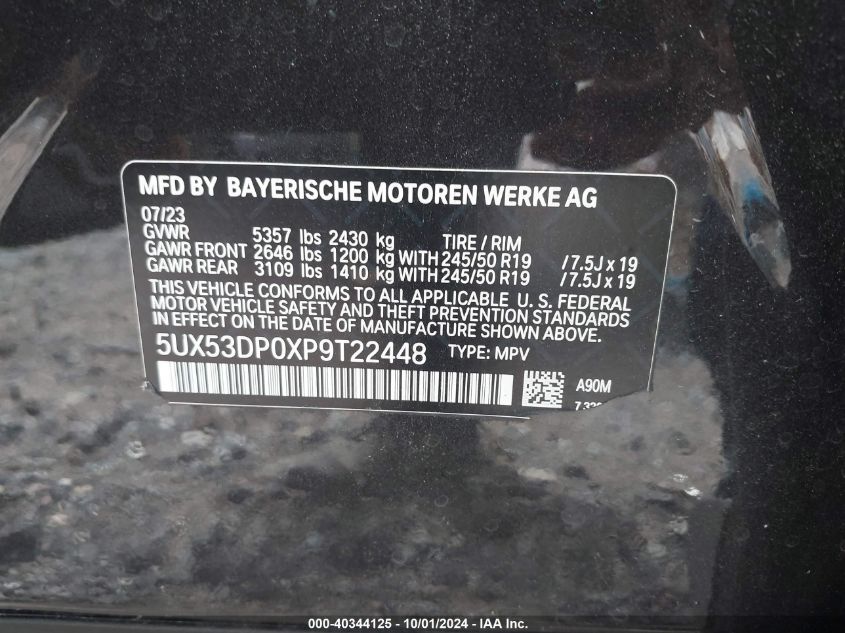 MFD BY BAYERISCHE MOTOREN WERKE AG
07/23
GVWR 5357 lbs 2430 kg TIRE / RIM
GAWR FRONT 2646 lbs 1200 kg WITH 245/50 R19 / 7.5J x 19
GAWR REAR 3109 lbs 1410 kg WITH 245/50 R19 / 7.5J x 19
THIS VEHICLE CONFORMS TO ALL APPLICABLE U. S. FEDERAL
MOTOR VEHICLE SAFETY AND THEFT PREVENTION STANDARDS
IN EFFECT ON THE DATE OF MANUFACTURE SHOWN ABOVE.
5UX53DP0XP9T22448 TYPE: MPV
A90M
000-40344125 - 10/01/2024 - IAA Holdings, LLC.